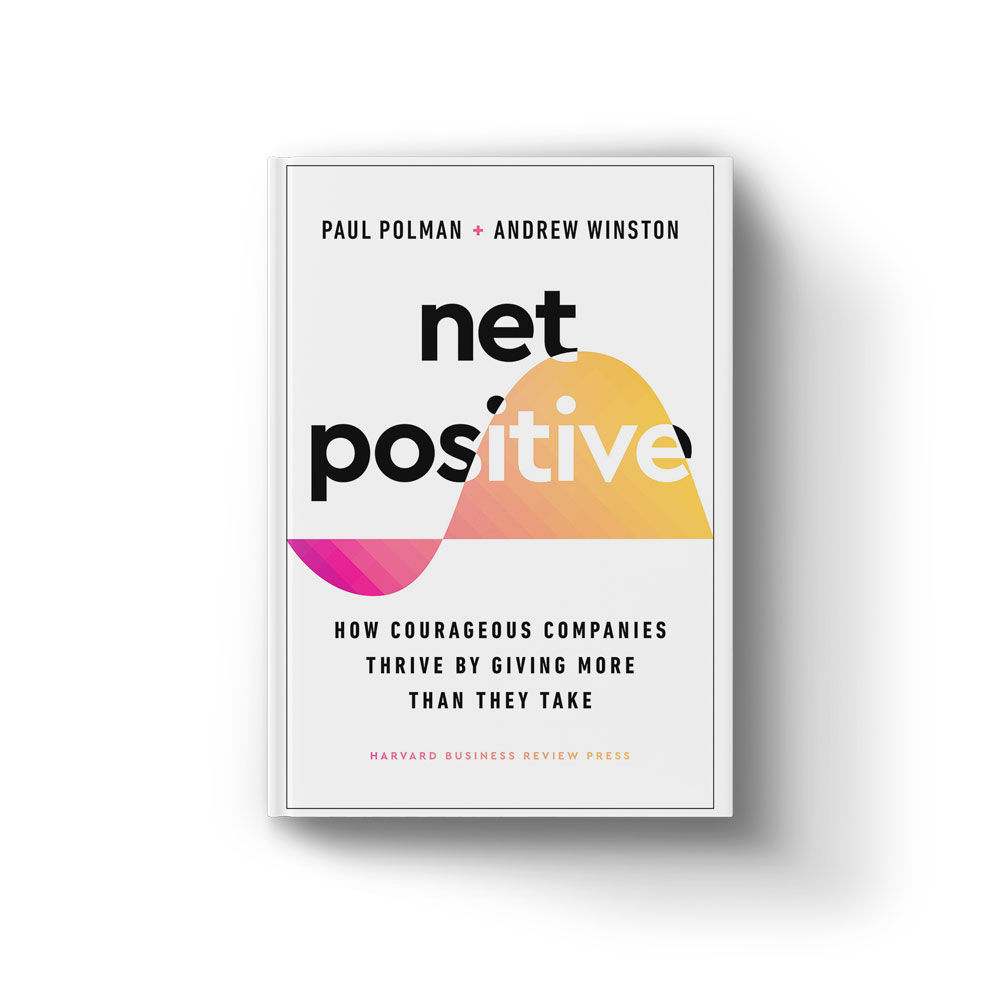 PAUL POLMAN + ANDREW WINSTON
net
positive
HOW COURAGEOUS COMPANIES
THRIVE BY GIVING MORE
THAN THEY TAKE
HARVARD BUSINESS REVIEW PRESS